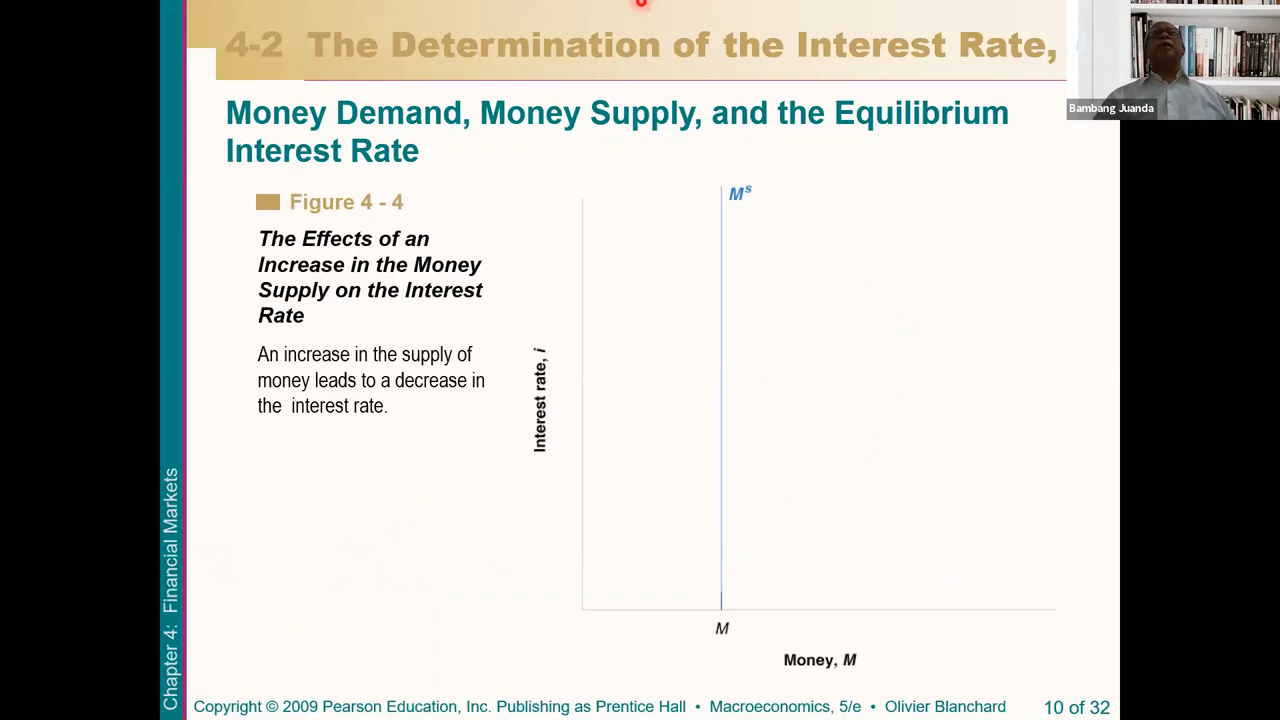 4-2 The Determination of the Interest Rate,
Bambang Juanda
Money Demand, Money Supply, and the Equilibrium
Interest Rate
Figure 4 - 4
The Effects of an
Increase in the Money
Supply on the Interest
Rate
An increase in the supply of
money leads to a decrease in
the interest rate.
Mˢ
Interest rate, i
M
Money, M
Chapter 4: Financial Markets
Copyright © 2009 Pearson Education, Inc. Publishing as Prentice Hall • Macroeconomics, 5/e • Olivier Blanchard
10 of 32